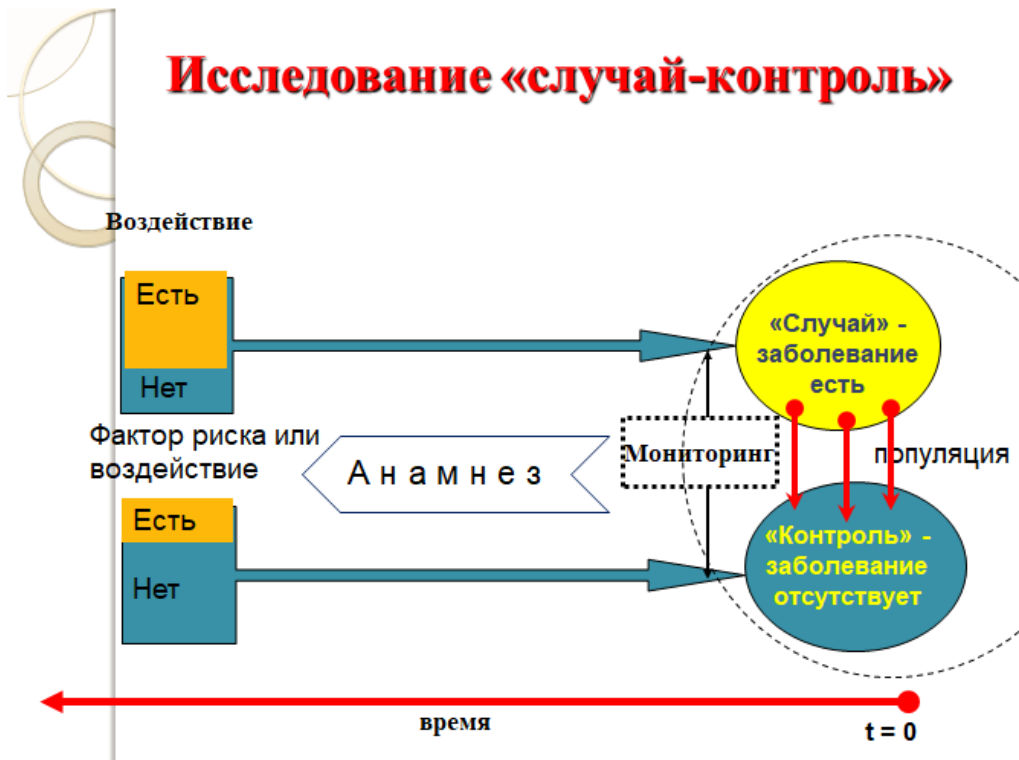 Исследование «случай-контроль»
Воздействие
Есть
Нет
Фактор риска или
воздействие
Есть
Нет
Анамнез
Мониторинг
«Случай» -
заболевание
есть
популяция
«Контроль» -
заболевание
отсутствует
время
t = 0